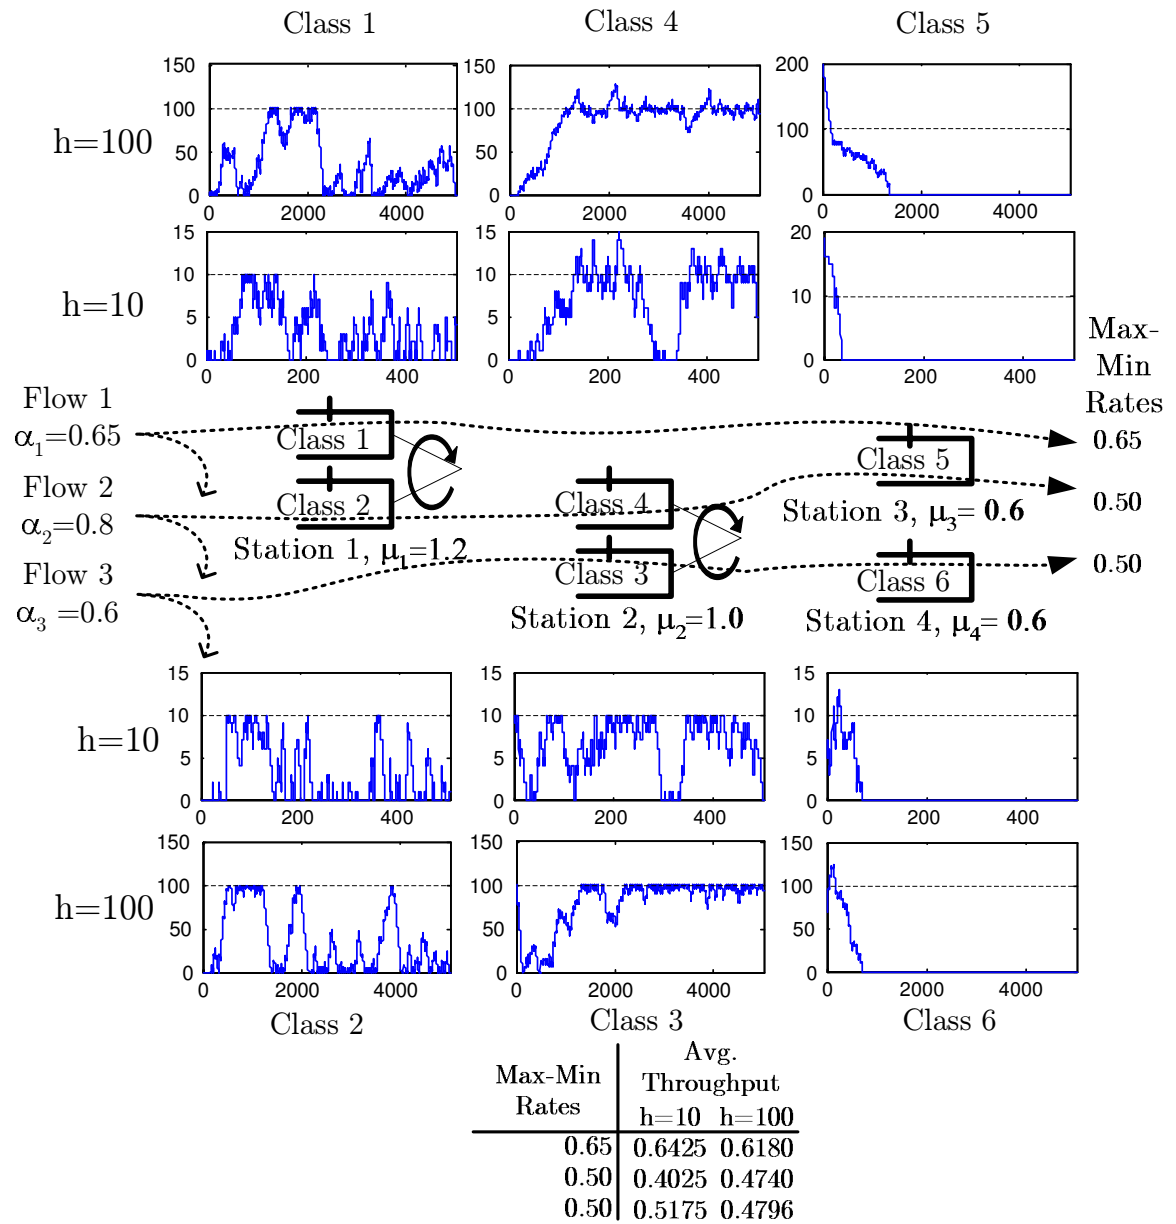 Class 1
Class 4
Class 5
h=100
150
100
50
0
0 2000 4000
150
100
50
0
0 2000 4000
200
100
0
0 2000 4000
h=10
15
10
5
0
0 200 400
15
10
5
0
0 200 400
20
10
0
0 200 400
Max-
Min
Rates
Flow 1
α1=0.65
Flow 2
α2=0.8
Flow 3
α3 =0.6
Class 1
Class 2
Station 1, μ1=1.2
Class 4
Class 3
Station 2, μ2=1.0
Class 5
Station 3, μ3= 0.6
Class 6
Station 4, μ4= 0.6
0.65
0.50
0.50
h=10
15
10
5
0
0 200 400
15
10
5
0
0 200 400
15
10
5
0
0 200 400
h=100
150
100
50
0
0 2000 4000
150
100
50
0
0 2000 4000
150
100
50
0
0 2000 4000
Class 2
Class 3
Class 6
Max-Min
Rates
Avg.
Throughput
h=10 h=100
0.65 0.6425 0.6180
0.50 0.4025 0.4740
0.50 0.5175 0.4796